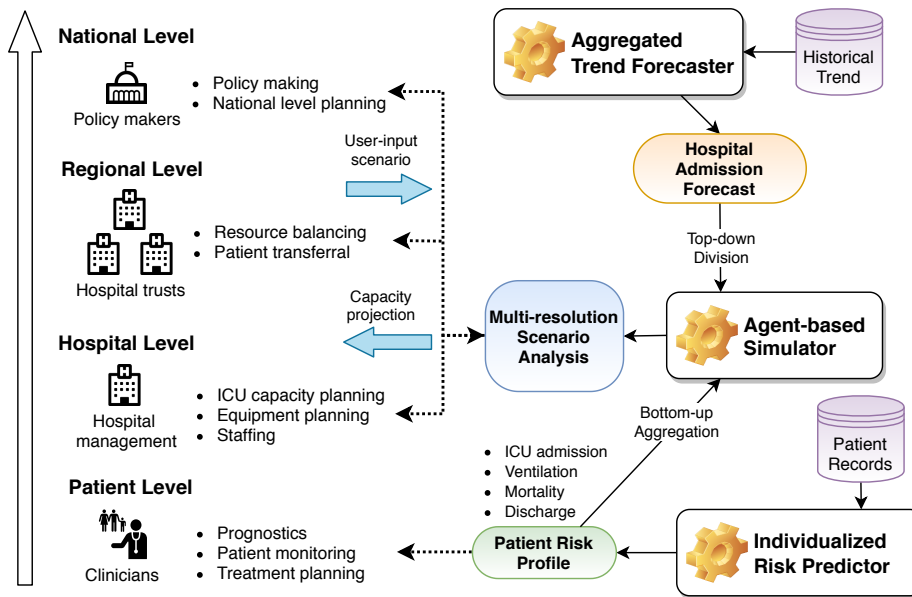 National Level
Policy makers
• Policy making
• National level planning
User-input
scenario
Regional Level
Hospital trusts
• Resource balancing
• Patient transferral
Capacity
projection
Hospital Level
Hospital
management
• ICU capacity planning
• Equipment planning
• Staffing
Patient Level
Clinicians
• Prognostics
• Patient monitoring
• Treatment planning
Aggregated
Trend Forecaster
Historical
Trend
Hospital
Admission
Forecast
Top-down
Division
Multi-resolution
Scenario
Analysis
Agent-based
Simulator
Bottom-up
Aggregation
• ICU admission
• Ventilation
• Mortality
• Discharge
Patient Risk
Profile
Patient
Records
Individualized
Risk Predictor
H
H
H
H